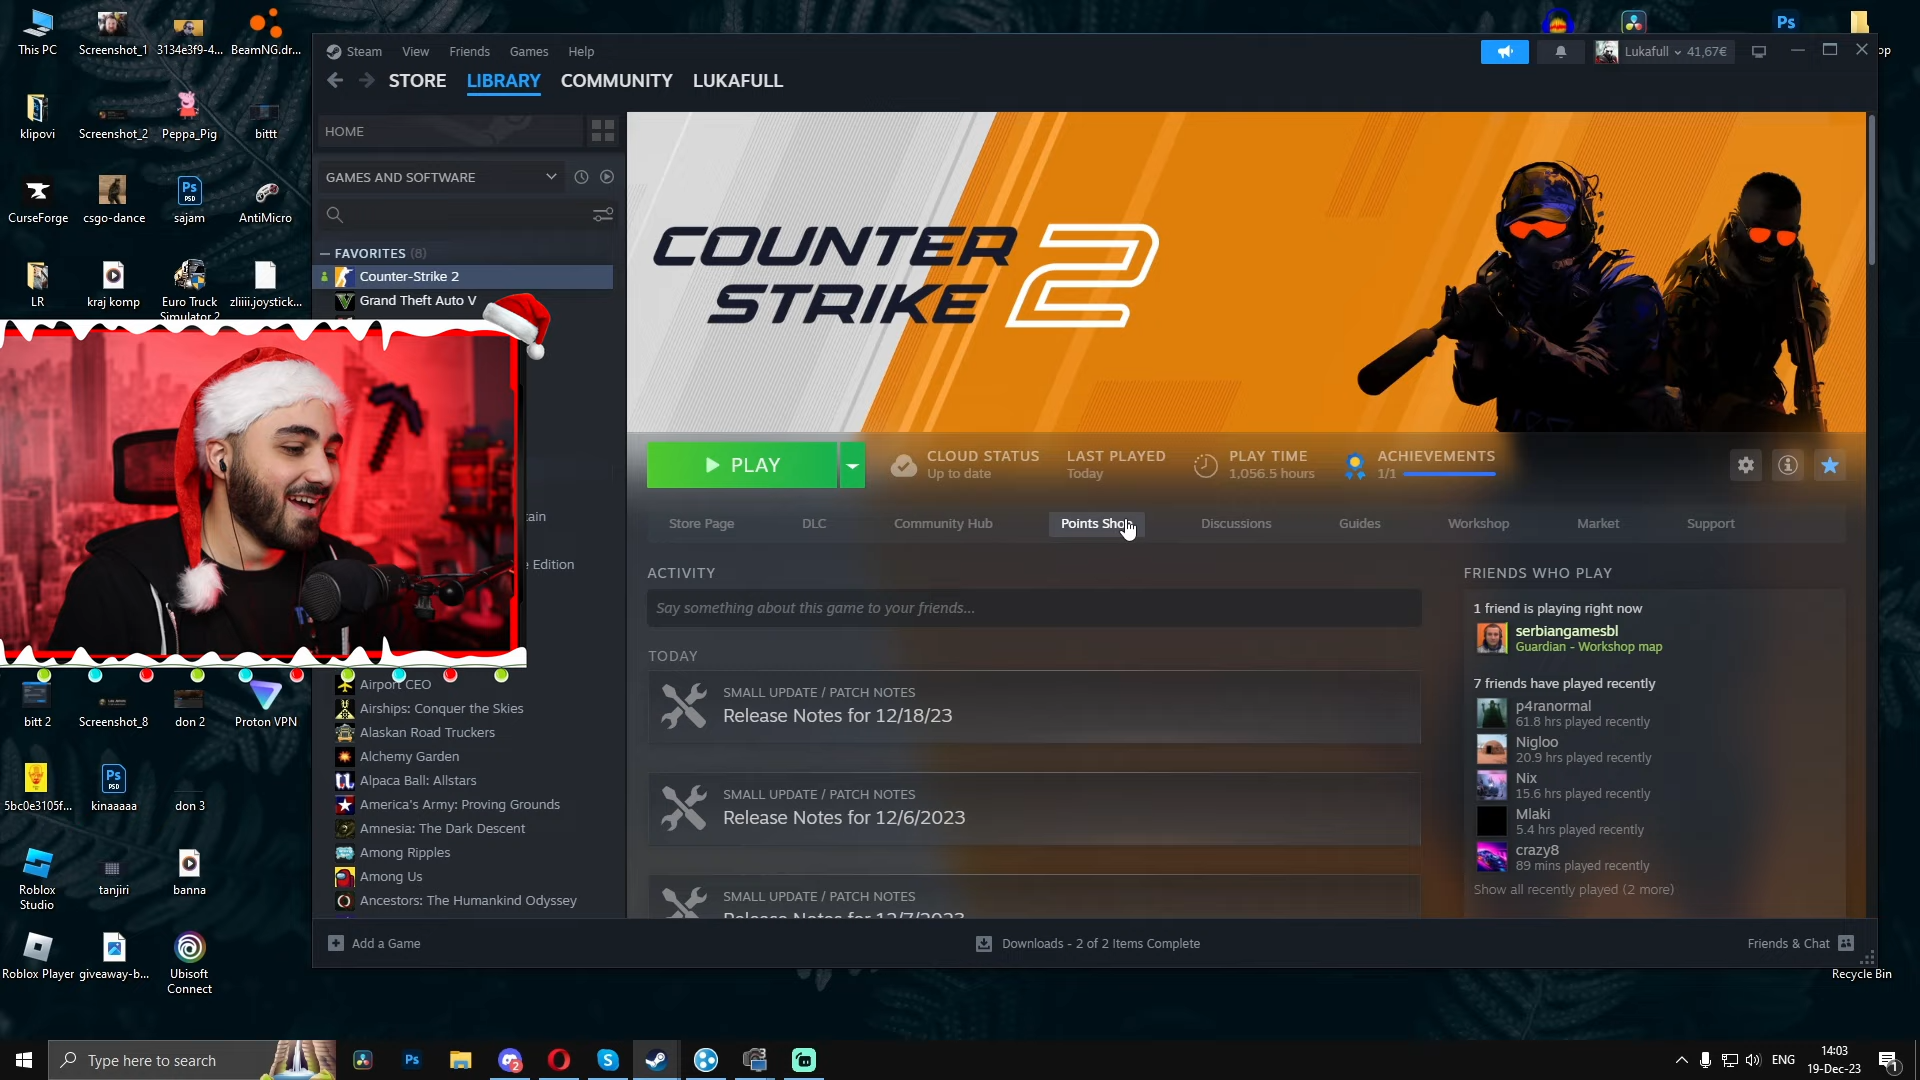 This PC
Screenshot_1
3134e3f9-4...
BeamNG.dr...
klipovi
Screenshot_2
Peppa_Pig
bittt
CurseForge
csgo-dance
sajam
AntiMicro
LR
kraj komp
Euro Truck
Simulator 2
zliiii.joystick...
Steam
View
Friends
Games
Help
Lukafull
41,67€
STORE
LIBRARY
COMMUNITY
LUKAFULL
HOME
GAMES AND SOFTWARE
— FAVORITES (8)
Counter-Strike 2
Grand Theft Auto V
COUNTER
STRIKE 2
PLAY
CLOUD STATUS
Up to date
LAST PLAYED
Today
PLAY TIME
1,056.5 hours
ACHIEVEMENTS
1/1
Store Page
DLC
Community Hub
Points Shop
Discussions
Guides
Workshop
Market
Support
ACTIVITY
Say something about this game to your friends...
TODAY
SMALL UPDATE / PATCH NOTES
Release Notes for 12/18/23
SMALL UPDATE / PATCH NOTES
Release Notes for 12/6/2023
SMALL UPDATE / PATCH NOTES
Release Notes for 12/7/2023
FRIENDS WHO PLAY
1 friend is playing right now
serbiangamesbl
Guardian - Workshop map
7 friends have played recently
p4ranormal
61.8 hrs played recently
Nigloo
20.9 hrs played recently
Nix
15.6 hrs played recently
Mlaki
5.4 hrs played recently
crazy8
89 mins played recently
Show all recently played (2 more)
tain
e Edition
Airport CEO
Airships: Conquer the Skies
Alaskan Road Truckers
Alchemy Garden
Alpaca Ball: Allstars
America's Army: Proving Grounds
Amnesia: The Dark Descent
Among Ripples
Among Us
Ancestors: The Humankind Odyssey
Add a Game
Downloads - 2 of 2 Items Complete
Friends & Chat
bitt 2
Screenshot_8
don 2
Proton VPN
5bc0e3105f...
kinaaaaa
don 3
Roblox
Studio
tanjiri
banna
Roblox Player
giveaway-b...
Ubisoft
Connect
Recycle Bin
Type here to search
ENG
14:03
19-Dec-23